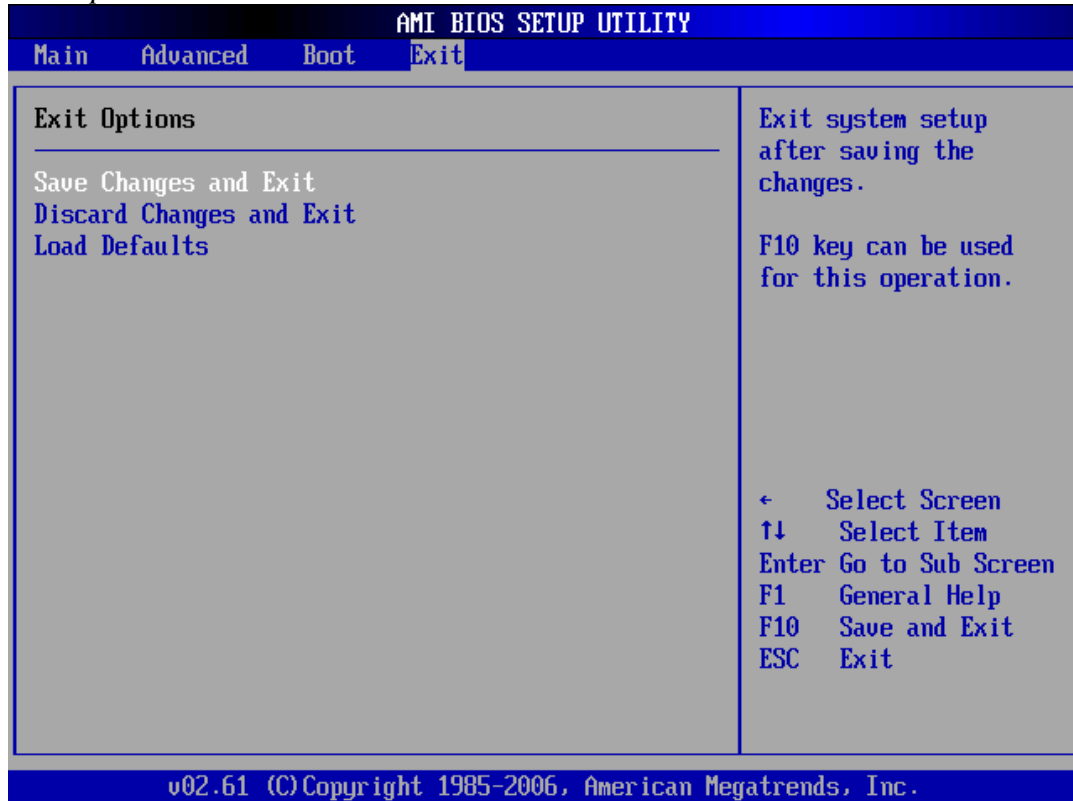 AMI BIOS SETUP UTILITY
Main Advanced Boot Exit
Exit Options
Save Changes and Exit
Discard Changes and Exit
Load Defaults
Exit system setup
after saving the
changes.
F10 key can be used
for this operation.
← Select Screen
↑↓ Select Item
Enter Go to Sub Screen
F1 General Help
F10 Save and Exit
ESC Exit
v02.61 (C)Copyright 1985-2006, American Megatrends, Inc.